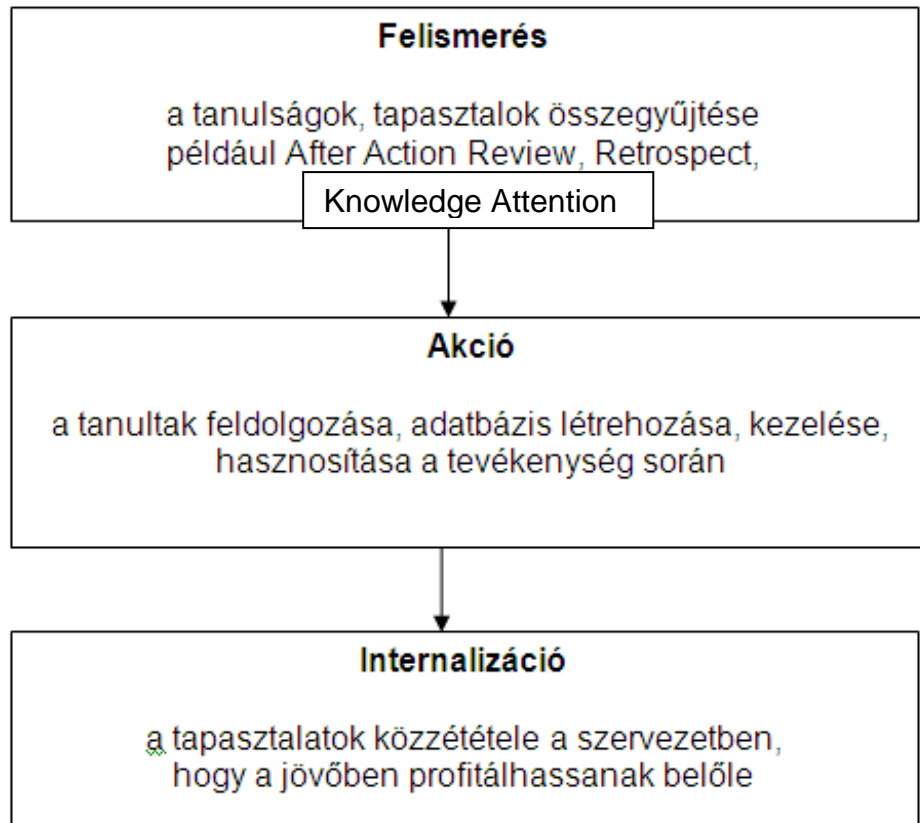 Felismerés
a tanulságok, tapasztalok összegyűjtése
például After Action Review, Retrospect,
Knowledge Attention
Akció
a tanultak feldolgozása, adatbázis létrehozása, kezelése,
hasznosítása a tevékenység során
Internalizáció
a tapasztalatok közzététele a szervezetben,
hogy a jövőben profitálhassanak belőle